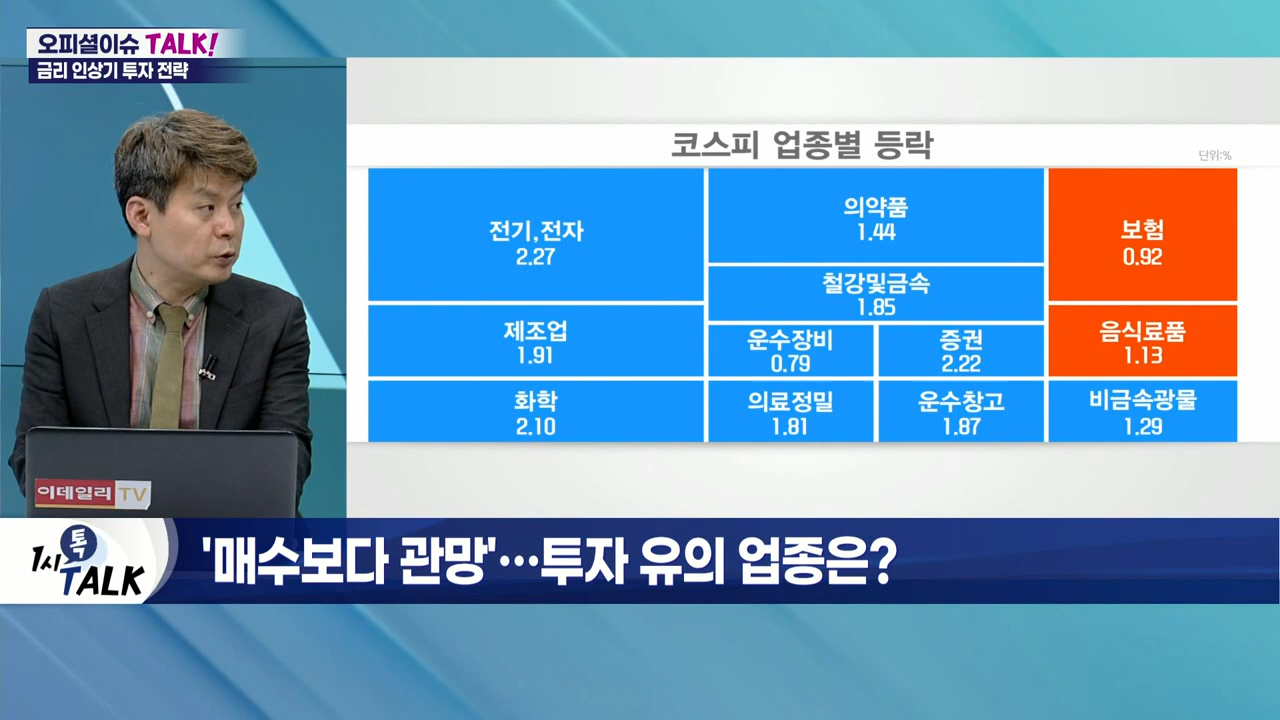 오피셜이슈 TALK!
금리 인상기 투자 전략
코스피 업종별 등락
단위:%
전기,전자
2.27
의약품
1.44
보험
0.92
철강및금속
1.85
제조업
1.91
운수장비
0.79
증권
2.22
음식료품
1.13
화학
2.10
의료정밀
1.81
운수창고
1.87
비금속광물
1.29
이데일리TV
1시톡
TALK
'매수보다 관망'…투자 유의 업종은?